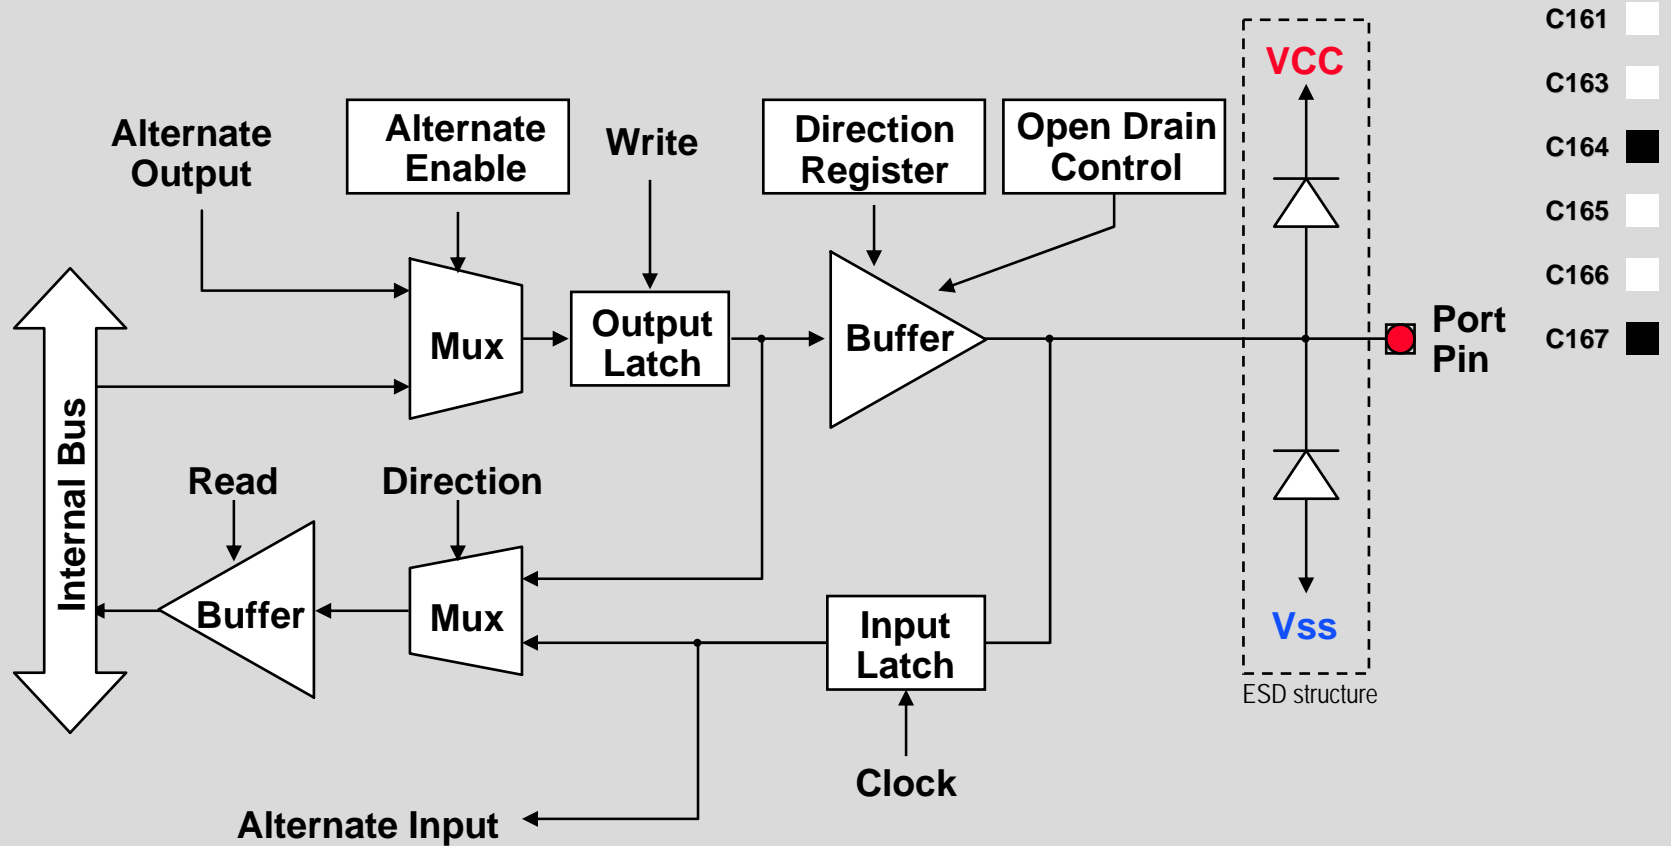 C161
VCC
C163
Alternate
Output
Alternate
Enable
Write
Direction
Register
Open Drain
Control
C164
C165
C166
Mux
Output
Latch
Buffer
Port
Pin
C167
Internal Bus
Read
Direction
Buffer
Mux
Input
Latch
Vss
ESD structure
Clock
Alternate Input